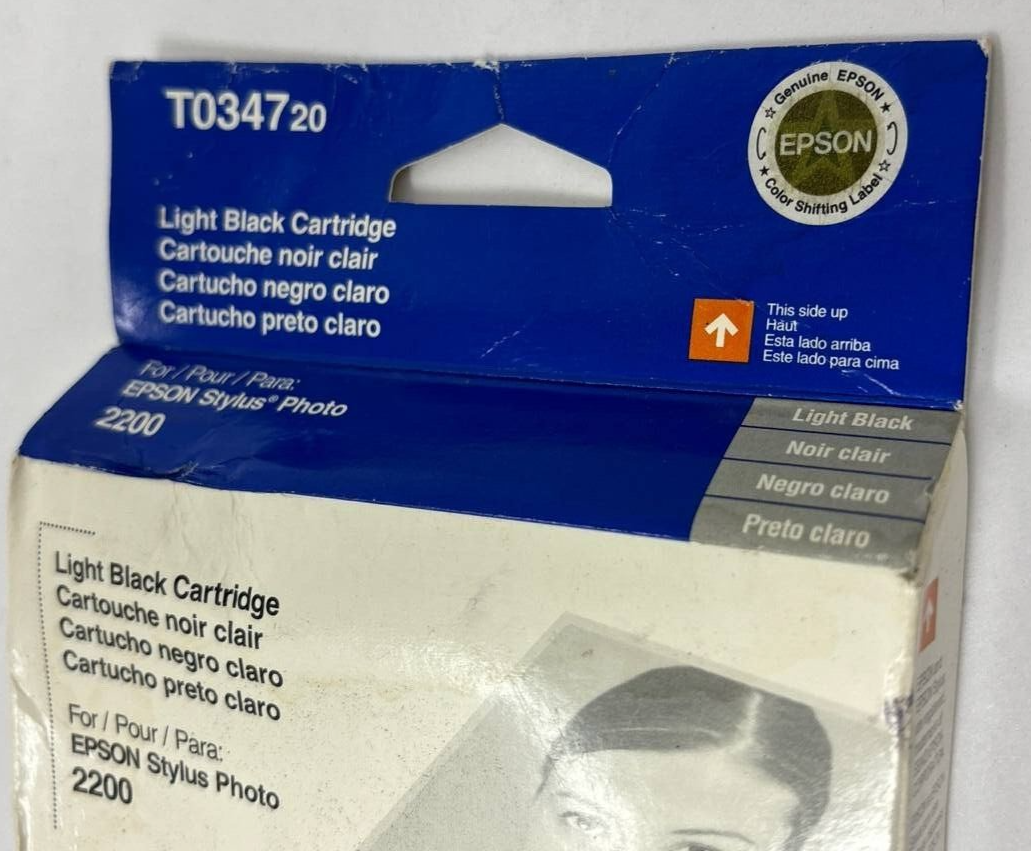 T034720
Genuine EPSON
EPSON
Color Shifting Label
Light Black Cartridge
Cartouche noir clair
Cartucho negro claro
Cartucho preto claro
This side up
Haut
Esta lado arriba
Este lado para cima
For / Pour / Para:
EPSON Stylus® Photo
2200
Light Black
Noir clair
Negro claro
Preto claro
Light Black Cartridge
Cartouche noir clair
Cartucho negro claro
Cartucho preto claro
For / Pour / Para:
EPSON Stylus Photo
2200